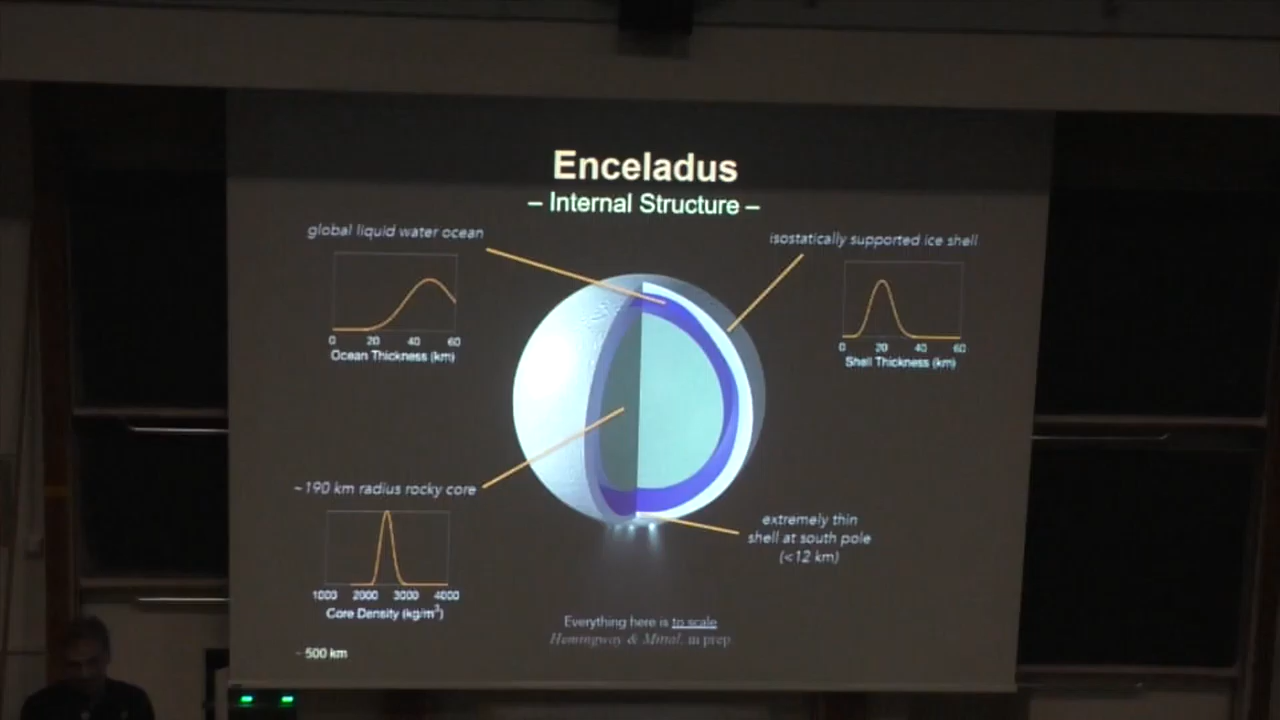 Enceladus
– Internal Structure –
global liquid water ocean
0 20 40 60
Ocean Thickness (km)
isostatically supported ice shell
0 20 40 60
Shell Thickness (km)
~190 km radius rocky core
1000 2000 3000 4000
Core Density (kg/m³)
extremely thin
shell at south pole
(<12 km)
Everything here is to scale
Hemingway & Mittal, in prep.
~500 km